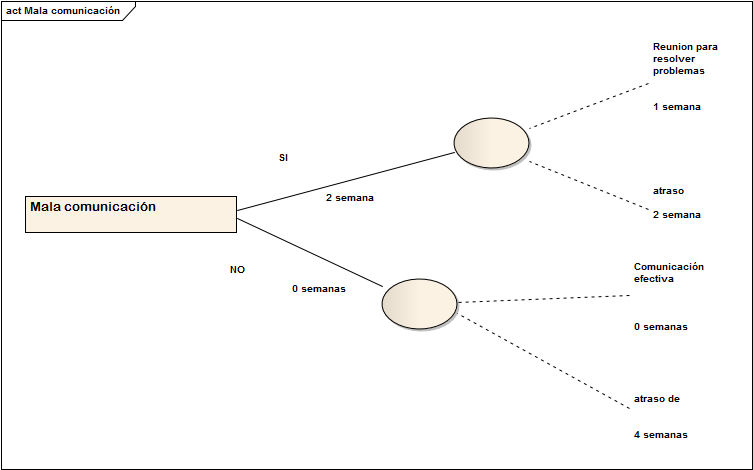 act Mala comunicación
Reunion para
resolver
problemas
1 semana
SI
Mala comunicación
2 semana
atraso
2 semana
NO
0 semanas
Comunicación
efectiva
0 semanas
atraso de
4 semanas